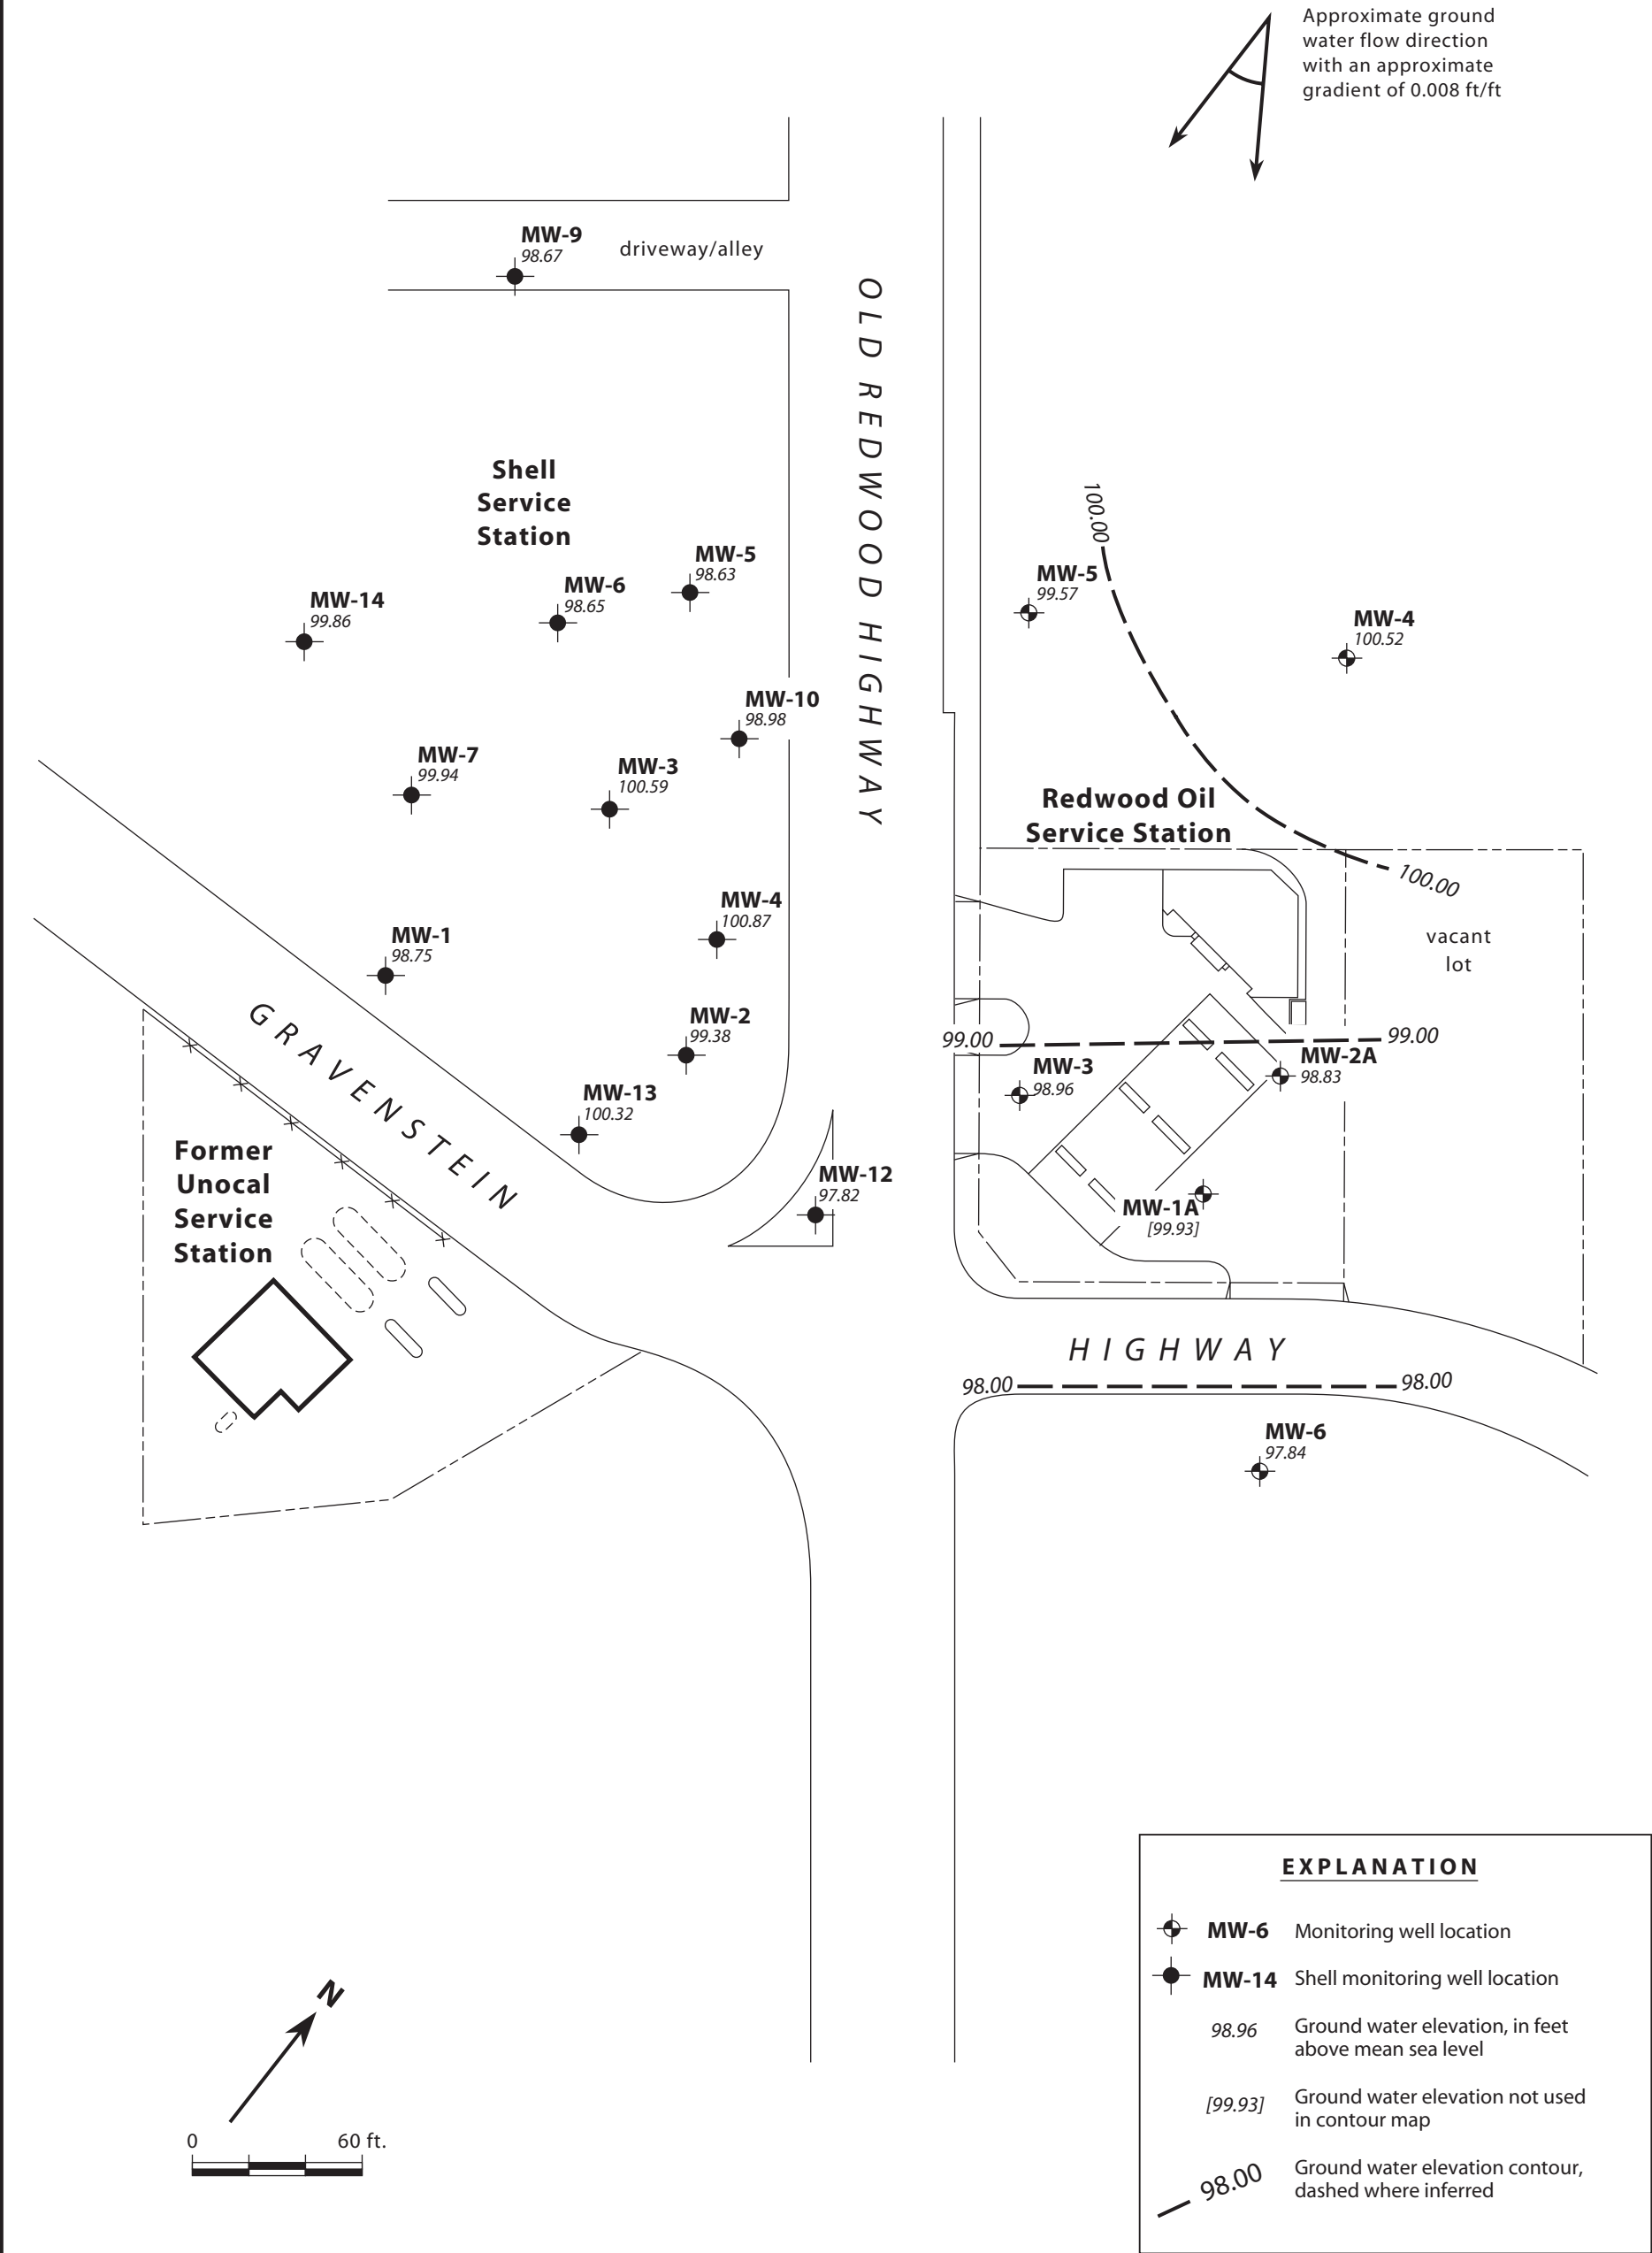 Approximate ground
water flow direction
with an approximate
gradient of 0.008 ft/ft
MW-9
98.67
driveway/alley
OLD REDWOOD HIGHWAY
Shell
Service
Station
100.00
MW-5
98.63
MW-6
98.65
MW-14
99.86
MW-5
99.57
MW-4
100.52
MW-10
98.98
MW-7
99.94
MW-3
100.59
Redwood Oil
Service Station
100.00
MW-4
100.87
MW-1
98.75
vacant
lot
GRAVENSTEIN
MW-2
99.38
99.00
99.00
MW-3
98.96
MW-2A
98.83
MW-13
100.32
Former
Unocal
Service
Station
MW-12
97.82
MW-1A
[99.93]
HIGHWAY
98.00
98.00
MW-6
97.84
EXPLANATION
MW-6 Monitoring well location
MW-14 Shell monitoring well location
98.96 Ground water elevation, in feet
above mean sea level
[99.93] Ground water elevation not used
in contour map
98.00 Ground water elevation contour,
dashed where inferred
N
0 60 ft.